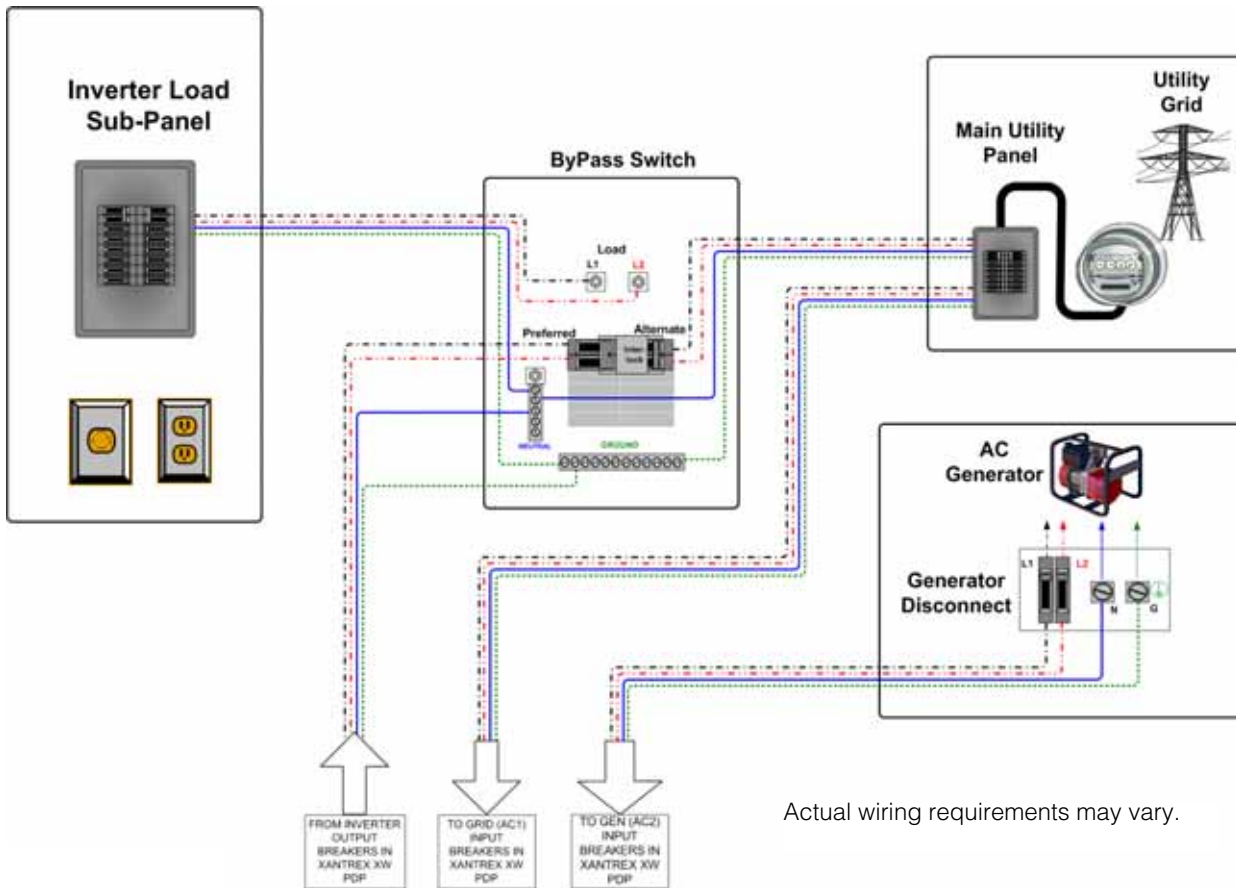 Inverter Load
Sub-Panel
ByPass Switch
Load
L1
L2
Preferred
Alternate
Inter-
lock
NEUTRAL
GROUND
Utility
Grid
Main Utility
Panel
AC
Generator
L1
L2
Generator
Disconnect
N
G
FROM INVERTER
OUTPUT
BREAKERS IN
XANTREX XW
PDP
TO GRID (AC1)
INPUT
BREAKERS IN
XANTREX XW
PDP
TO GEN (AC2)
INPUT
BREAKERS IN
XANTREX XW
PDP
Actual wiring requirements may vary.